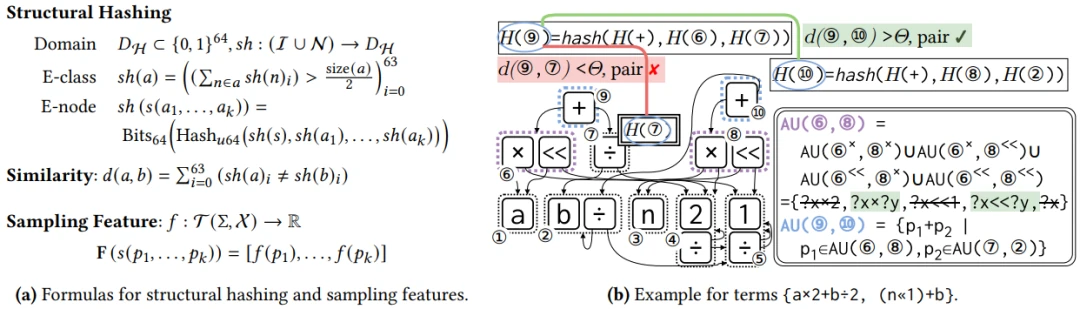 Structural Hashing
Domain D_ℋ ⊂ {0, 1}^64, sh : (ℐ ∪ 𝒩) → D_ℋ
E-class sh(a) = ((∑_{n∈a} sh(n)_i) > size(a)/2)^63_{i=0}
E-node sh (s(a_1, . . . , a_k)) =
Bits_64(Hash_u64(sh(s), sh(a_1), . . . , sh(a_k)))
Similarity: d(a, b) = ∑^63_{i=0} (sh(a)_i ≠ sh(b)_i)
Sampling Feature: f : 𝒯(Σ, X) → ℝ
F(s(p_1, . . . , p_k)) = [f(p_1), . . . , f(p_k)]
(a) Formulas for structural hashing and sampling features.
H(⑨)=hash(H(+), H(⑥), H(⑦))
d(⑨,⑩) >Θ, pair ✓
d(⑨,⑦) <Θ, pair ✘
H(⑩)=hash(H(+), H(⑧), H(②))
+ ⑨
+ ⑩
⑦ H(⑦) ⑧
× << ÷ × <<
⑥
a b ÷ n 2 1
÷ ÷
① ② ③ ④ ⑤
AU(⑥,⑧) =
AU(⑥^×,⑧^×)∪AU(⑥^×,⑧^<<)∪
AU(⑥^<<,⑧^×)∪AU(⑥^<<,⑧^<<)
={?x×2, ?x×?y, ?x<<1, ?x<<?y, ?x}
AU(⑨,⑩) = {p_1+p_2 |
p_1∈AU(⑥,⑧),p_2∈AU(⑦,②)}
(b) Example for terms {a×2+b÷2, (n«1)+b}.